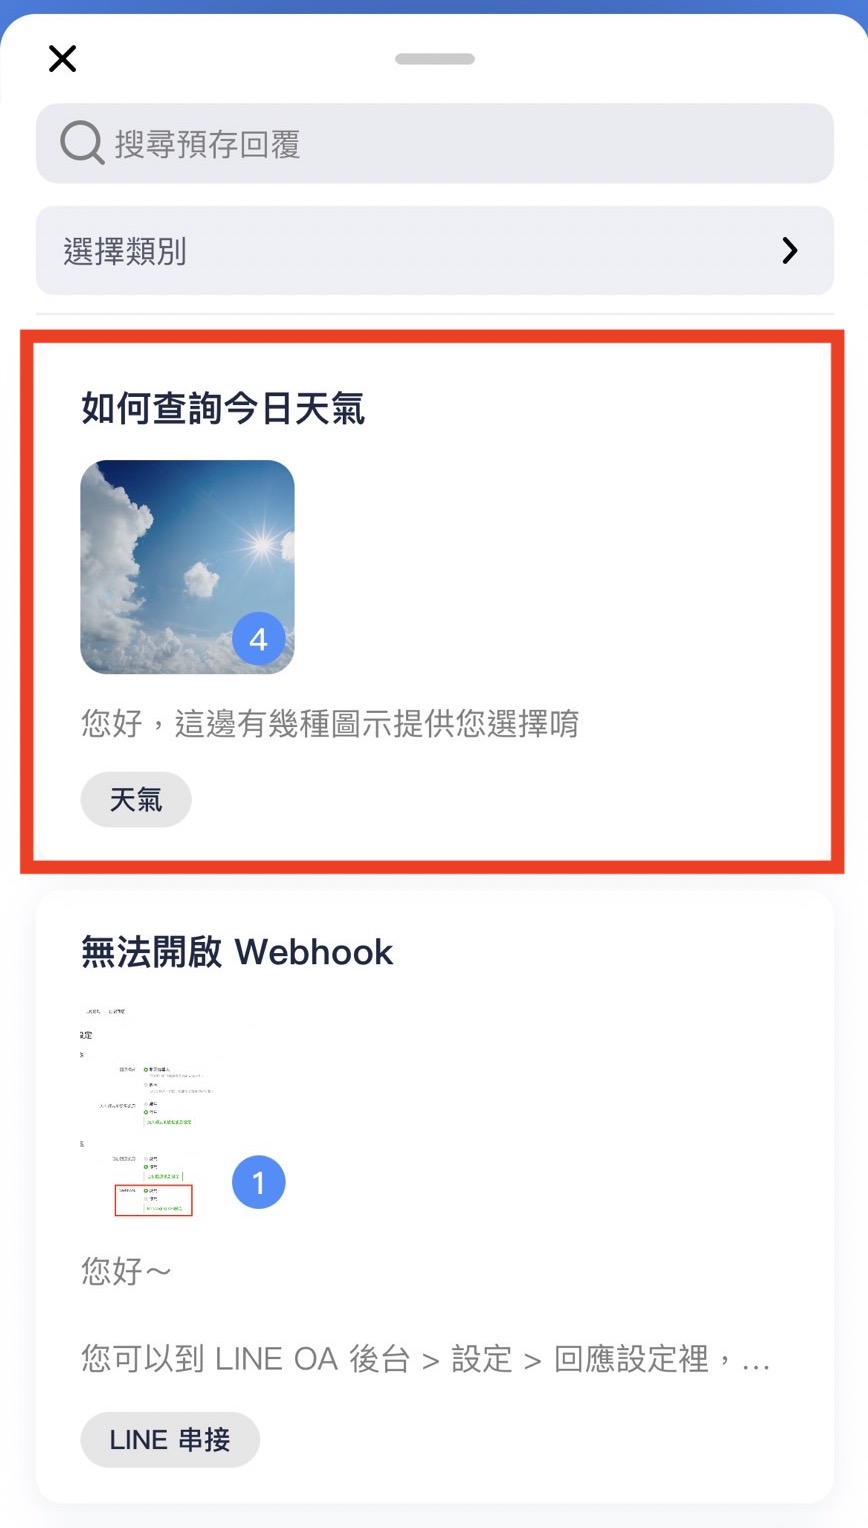 搜尋預存回覆
選擇類別
如何查詢今日天氣
4
您好，這邊有幾種圖示提供您選擇唷
天氣
無法開啟 Webhook
設定
Webhook
1
您好～
您可以到 LINE OA 後台 > 設定 > 回應設定裡，...
LINE 串接